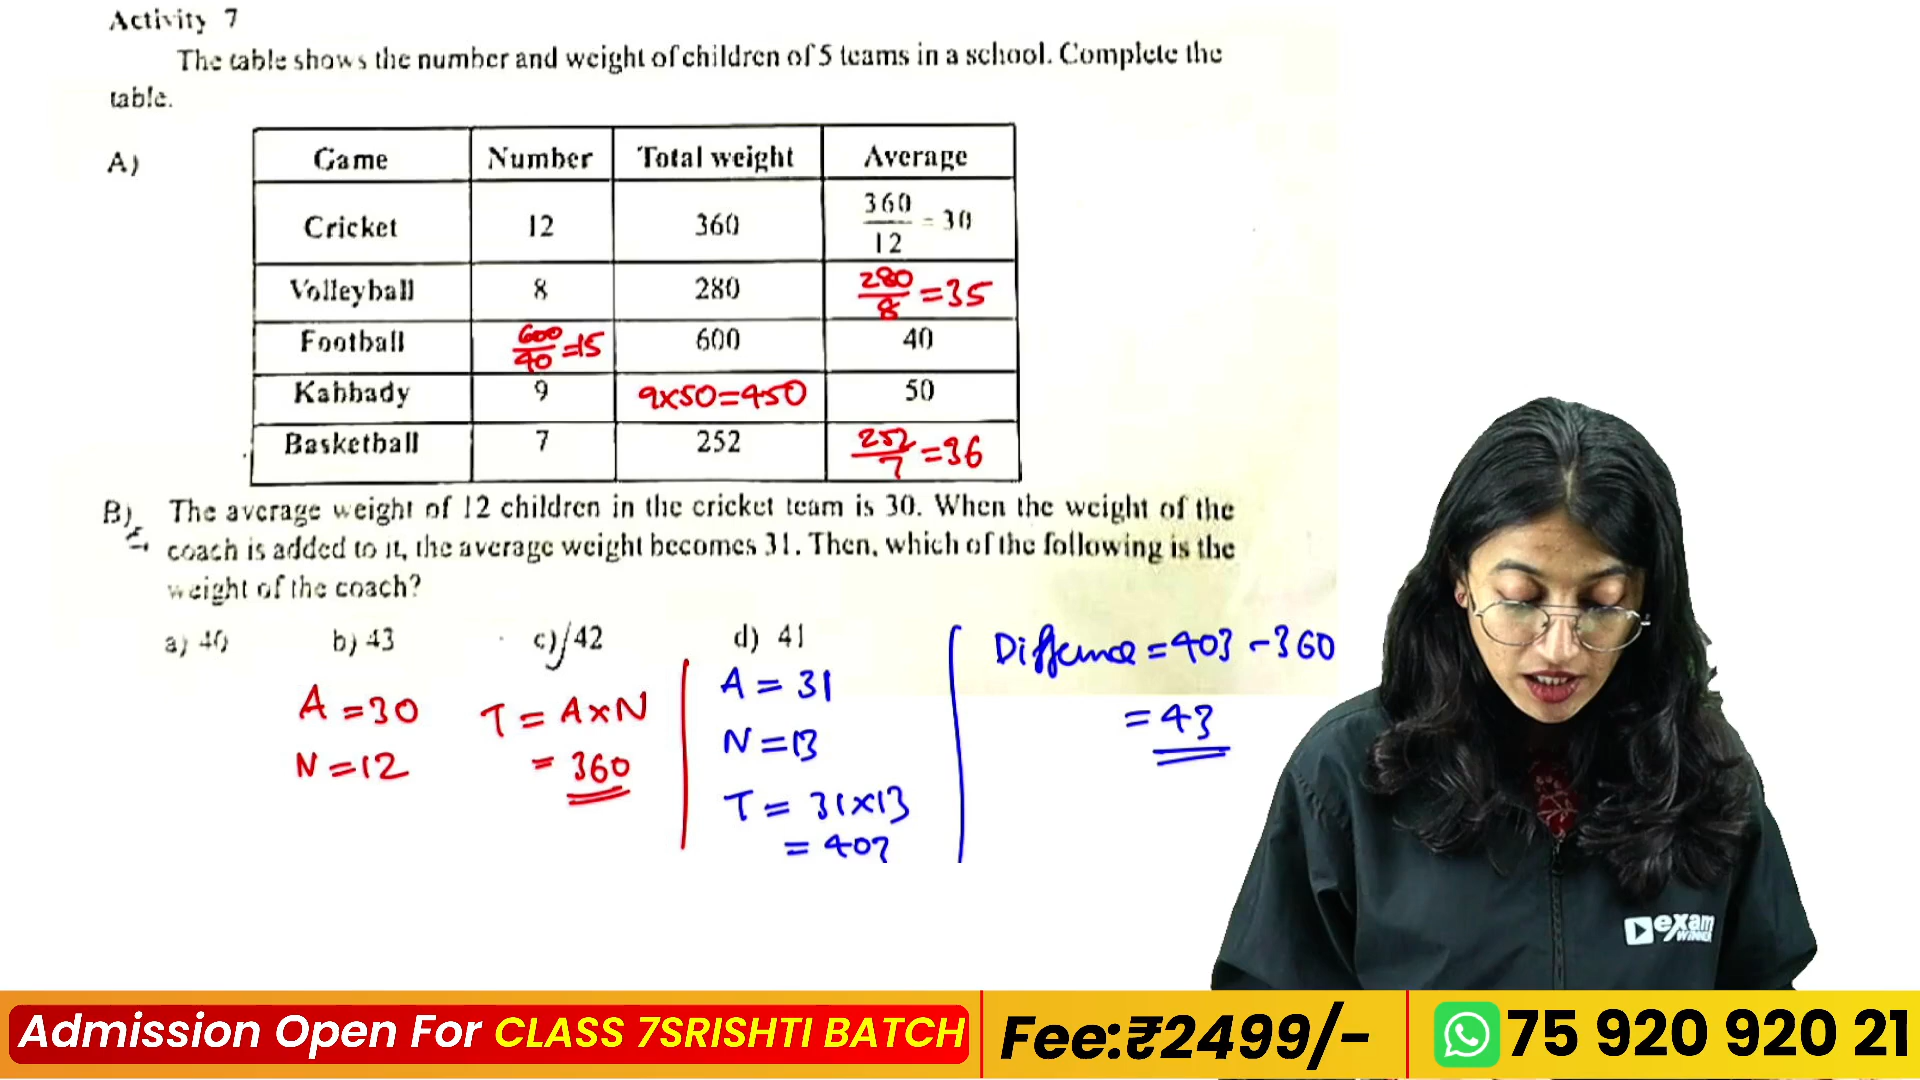 Activity 7
The table shows the number and weight of children of 5 teams in a school. Complete the
table.
A)
Game Number Total weight Average
Cricket 12 360 360/12 = 30
Volleyball 8 280 280/8 = 35
Football 600/40 = 15 600 40
Kabbady 9 9x50=450 50
Basketball 7 252 252/7 = 36
B) The average weight of 12 children in the cricket team is 30. When the weight of the
coach is added to it, the average weight becomes 31. Then, which of the following is the
weight of the coach?
a) 40 b) 43 c) 42 d) 41
A = 30
N = 12
T = A x N
= 360
A = 31
N = 13
T = 31x13
= 403
Difference = 403 - 360
= 43
exam
WINNER
Admission Open For CLASS 7SRISHTI BATCH
Fee:₹2499/-
75 920 920 21